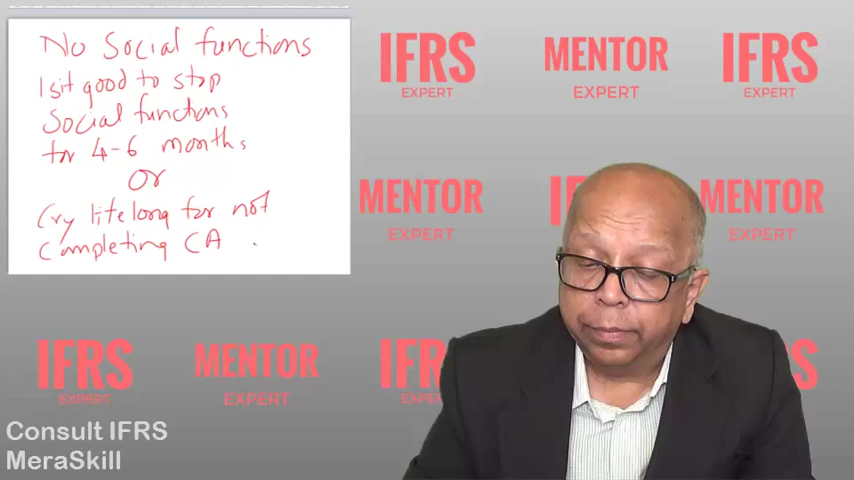 No Social functions
Is it good to stop
Social functions
for 4-6 months
Or
Cry lifelong for not
Completing CA.
IFRS
EXPERT
MENTOR
EXPERT
IFRS
EXPERT
MENTOR
EXPERT
MENTOR
EXPERT
IFRS
EXPERT
MENTOR
EXPERT
IFRS
EXPERT
Consult IFRS
MeraSkill